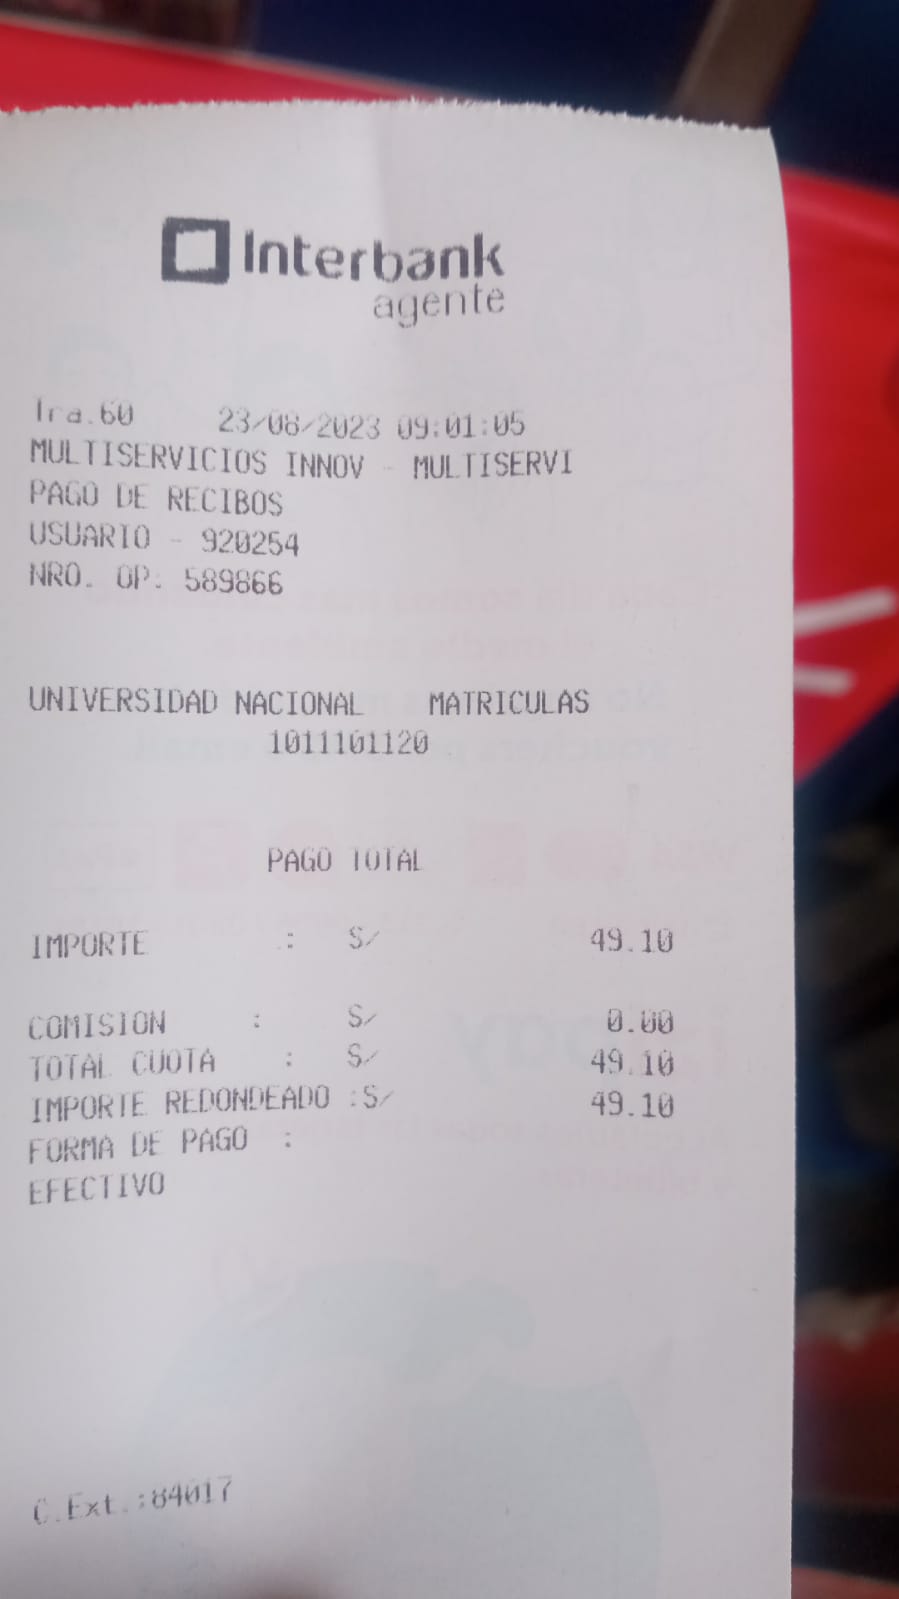 Interbank
agente
Tra.60 23/08/2023 09:01:05
MULTISERVICIOS INNOV - MULTISERVI
PAGO DE RECIBOS
USUARIO - 920254
NRO. OP: 589866
UNIVERSIDAD NACIONAL MATRICULAS
1011101120
PAGO TOTAL
IMPORTE : S/ 49.10
COMISION : S/ 0.00
TOTAL CUOTA : S/ 49.10
IMPORTE REDONDEADO :S/ 49.10
FORMA DE PAGO :
EFECTIVO
C.Ext.:84017